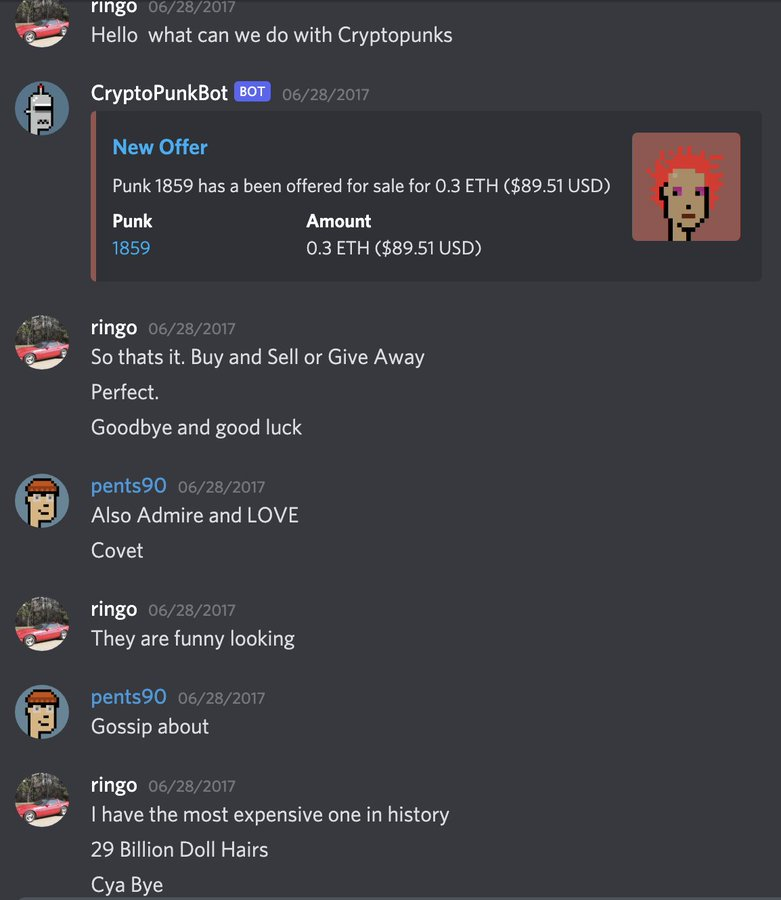 ringo 06/28/2017
Hello what can we do with Cryptopunks
CryptoPunkBot BOT 06/28/2017
New Offer
Punk 1859 has a been offered for sale for 0.3 ETH ($89.51 USD)
Punk Amount
1859 0.3 ETH ($89.51 USD)
ringo 06/28/2017
So thats it. Buy and Sell or Give Away
Perfect.
Goodbye and good luck
pents90 06/28/2017
Also Admire and LOVE
Covet
ringo 06/28/2017
They are funny looking
pents90 06/28/2017
Gossip about
ringo 06/28/2017
I have the most expensive one in history
29 Billion Doll Hairs
Cya Bye